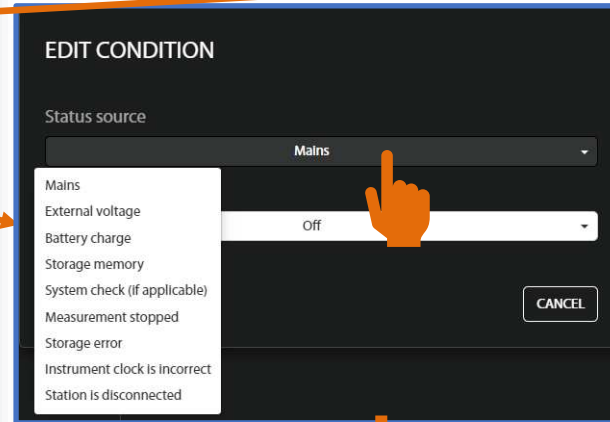 EDIT CONDITION
Status source
Mains
Mains
External voltage
Off
Battery charge
Storage memory
System check (if applicable)
CANCEL
Measurement stopped
Storage error
Instrument clock is incorrect
Station is disconnected